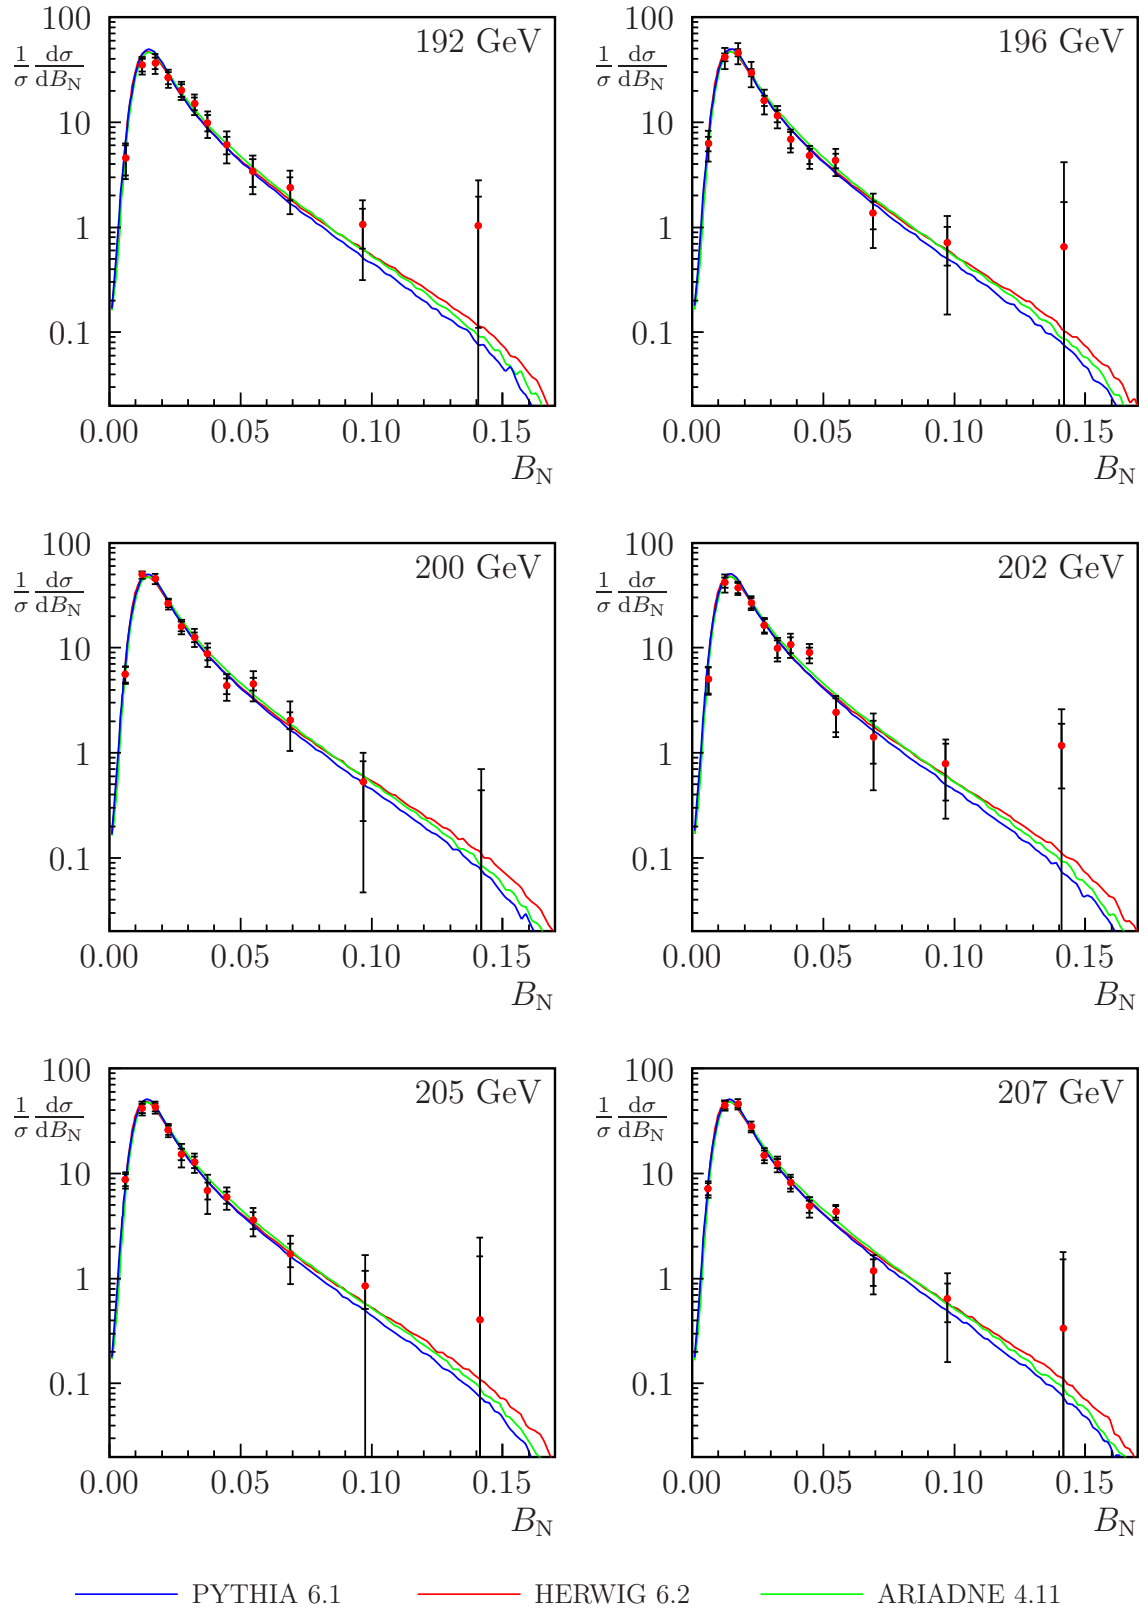 100 192 GeV
1/σ dσ/dB_N
10
1
0.1
0.00 0.05 0.10 0.15
B_N
100 196 GeV
1/σ dσ/dB_N
10
1
0.1
0.00 0.05 0.10 0.15
B_N
100 200 GeV
1/σ dσ/dB_N
10
1
0.1
0.00 0.05 0.10 0.15
B_N
100 202 GeV
1/σ dσ/dB_N
10
1
0.1
0.00 0.05 0.10 0.15
B_N
100 205 GeV
1/σ dσ/dB_N
10
1
0.1
0.00 0.05 0.10 0.15
B_N
100 207 GeV
1/σ dσ/dB_N
10
1
0.1
0.00 0.05 0.10 0.15
B_N
PYTHIA 6.1 HERWIG 6.2 ARIADNE 4.11